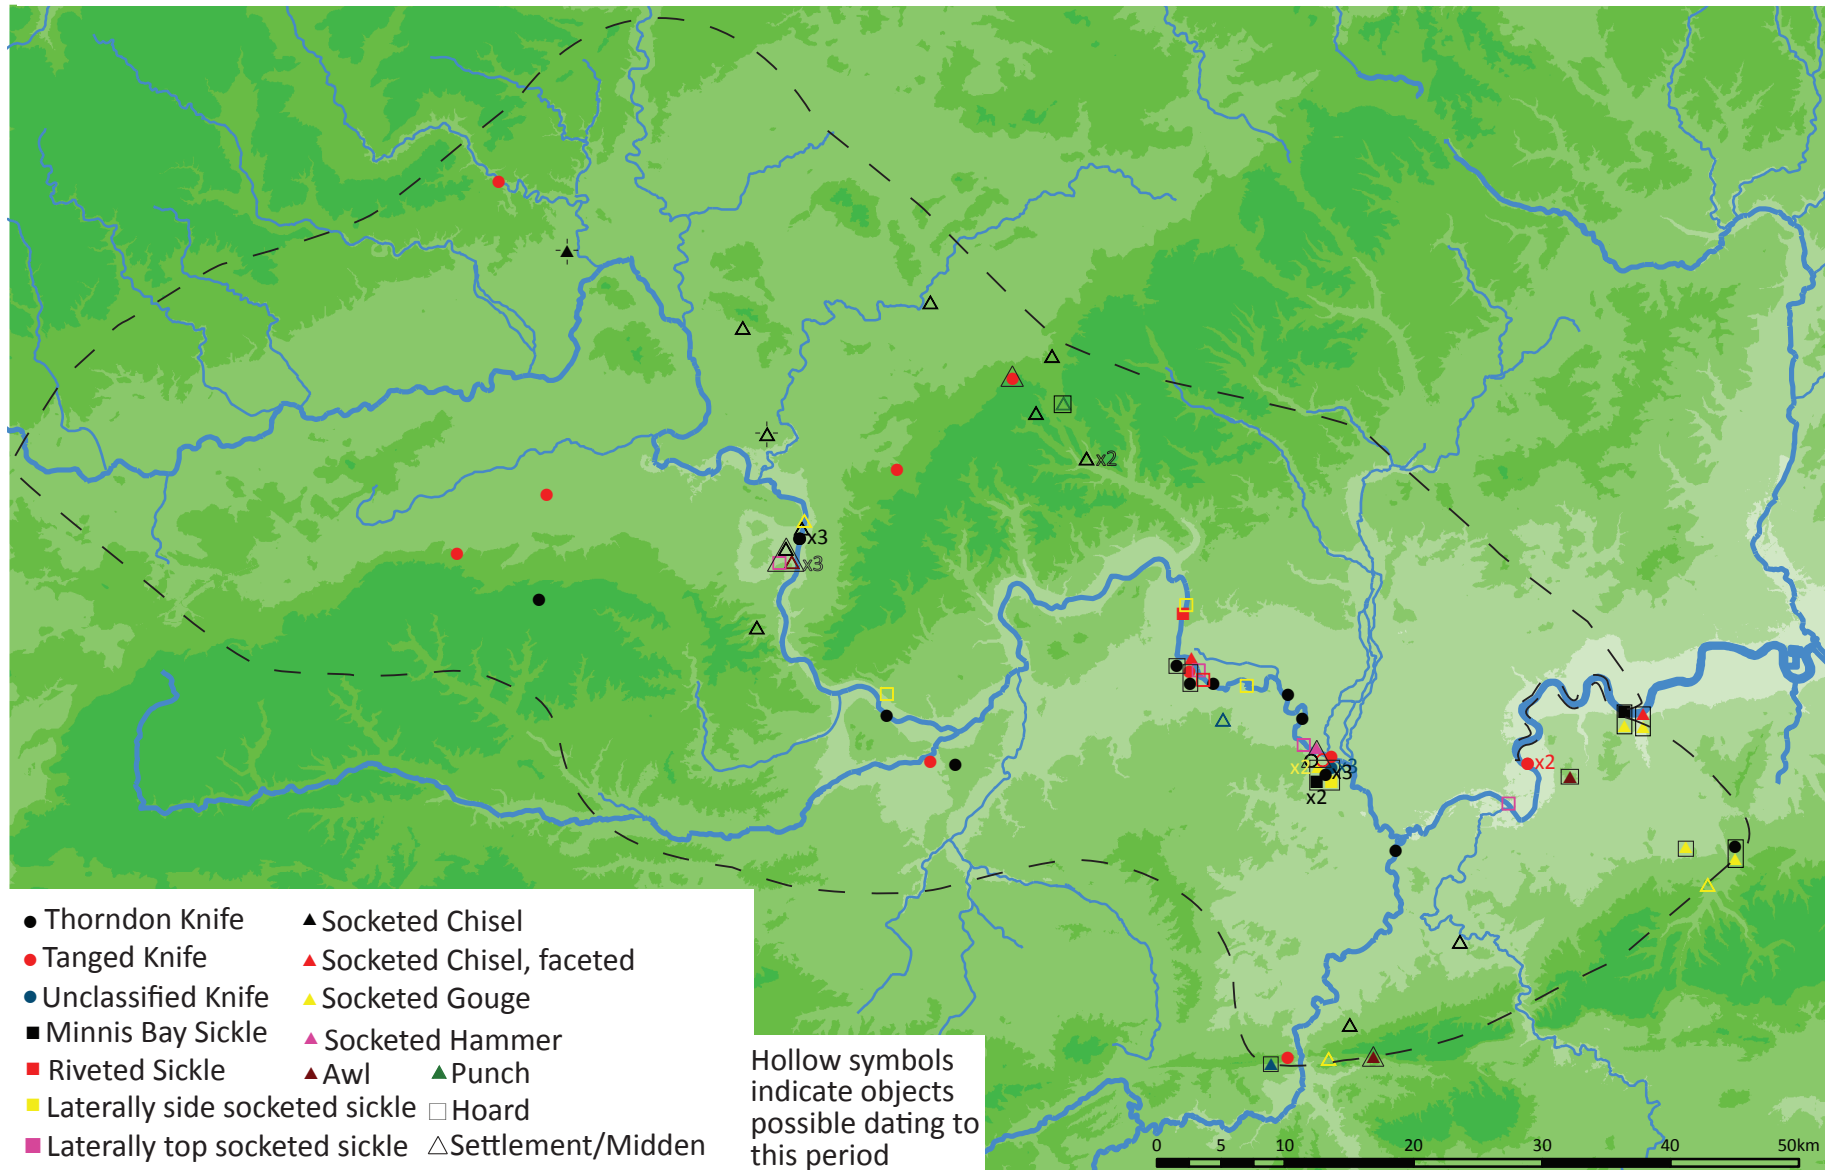 x2
x3
x3
x2
x3
x2
x2
Thorndon Knife
Tanged Knife
Unclassified Knife
Minnis Bay Sickle
Riveted Sickle
Laterally side socketed sickle
Laterally top socketed sickle
Socketed Chisel
Socketed Chisel, faceted
Socketed Gouge
Socketed Hammer
Awl
Punch
Hoard
Settlement/Midden
Hollow symbols
indicate objects
possible dating to
this period
0 5 10 20 30 40 50km